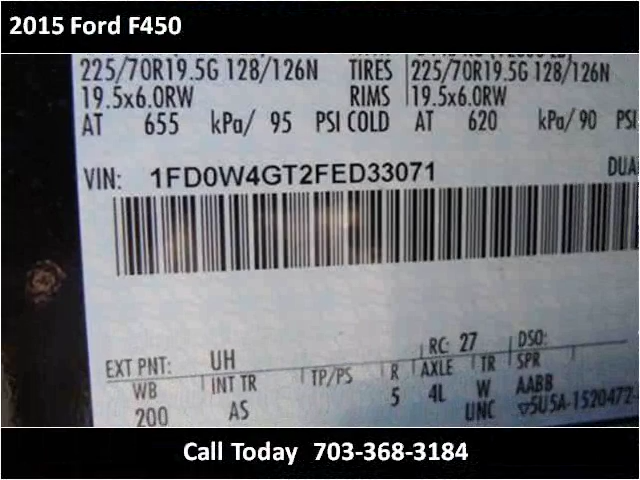 2015 Ford F450
225/70R19.5G 128/126N TIRES 225/70R19.5G 128/126N
19.5x6.0RW RIMS 19.5x6.0RW
AT 655 kPa/ 95 PSI COLD AT 620 kPa/ 90 PSI
VIN: 1FD0W4GT2FED33071 DUA
EXT PNT: UH RC: 27 DSO:
WB INT TR TP/PS R AXLE TR SPR
200 AS 5 4L W AABB
UNC 5U5A-1520472-
Call Today 703-368-3184